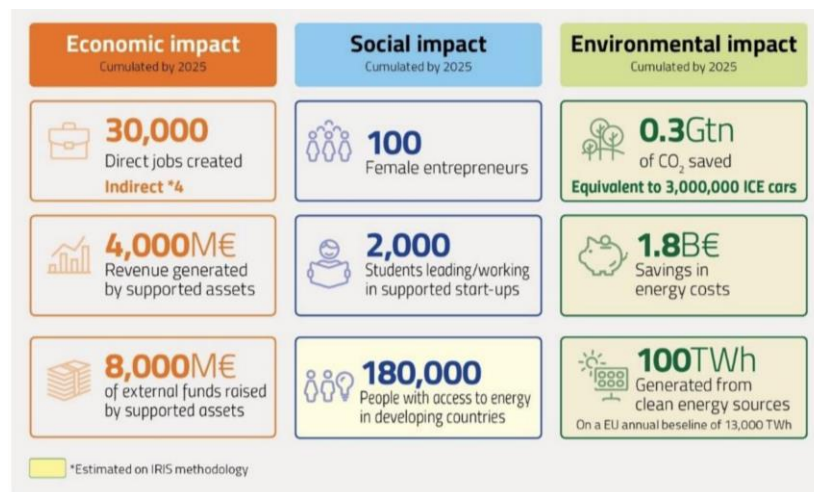 Economic impact
Cumulated by 2025
30,000
Direct jobs created
Indirect *4
4,000M€
Revenue generated
by supported assets
8,000M€
of external funds raised
by supported assets
Social impact
Cumulated by 2025
100
Female entrepreneurs
2,000
Students leading/working
in supported start-ups
180,000
People with access to energy
in developing countries
Environmental impact
Cumulated by 2025
0.3Gtn
of CO₂ saved
Equivalent to 3,000,000 ICE cars
1.8B€
Savings in
energy costs
100TWh
Generated from
clean energy sources
On a EU annual beseline of 13,000 TWh
*Estimated on IRIS methodology